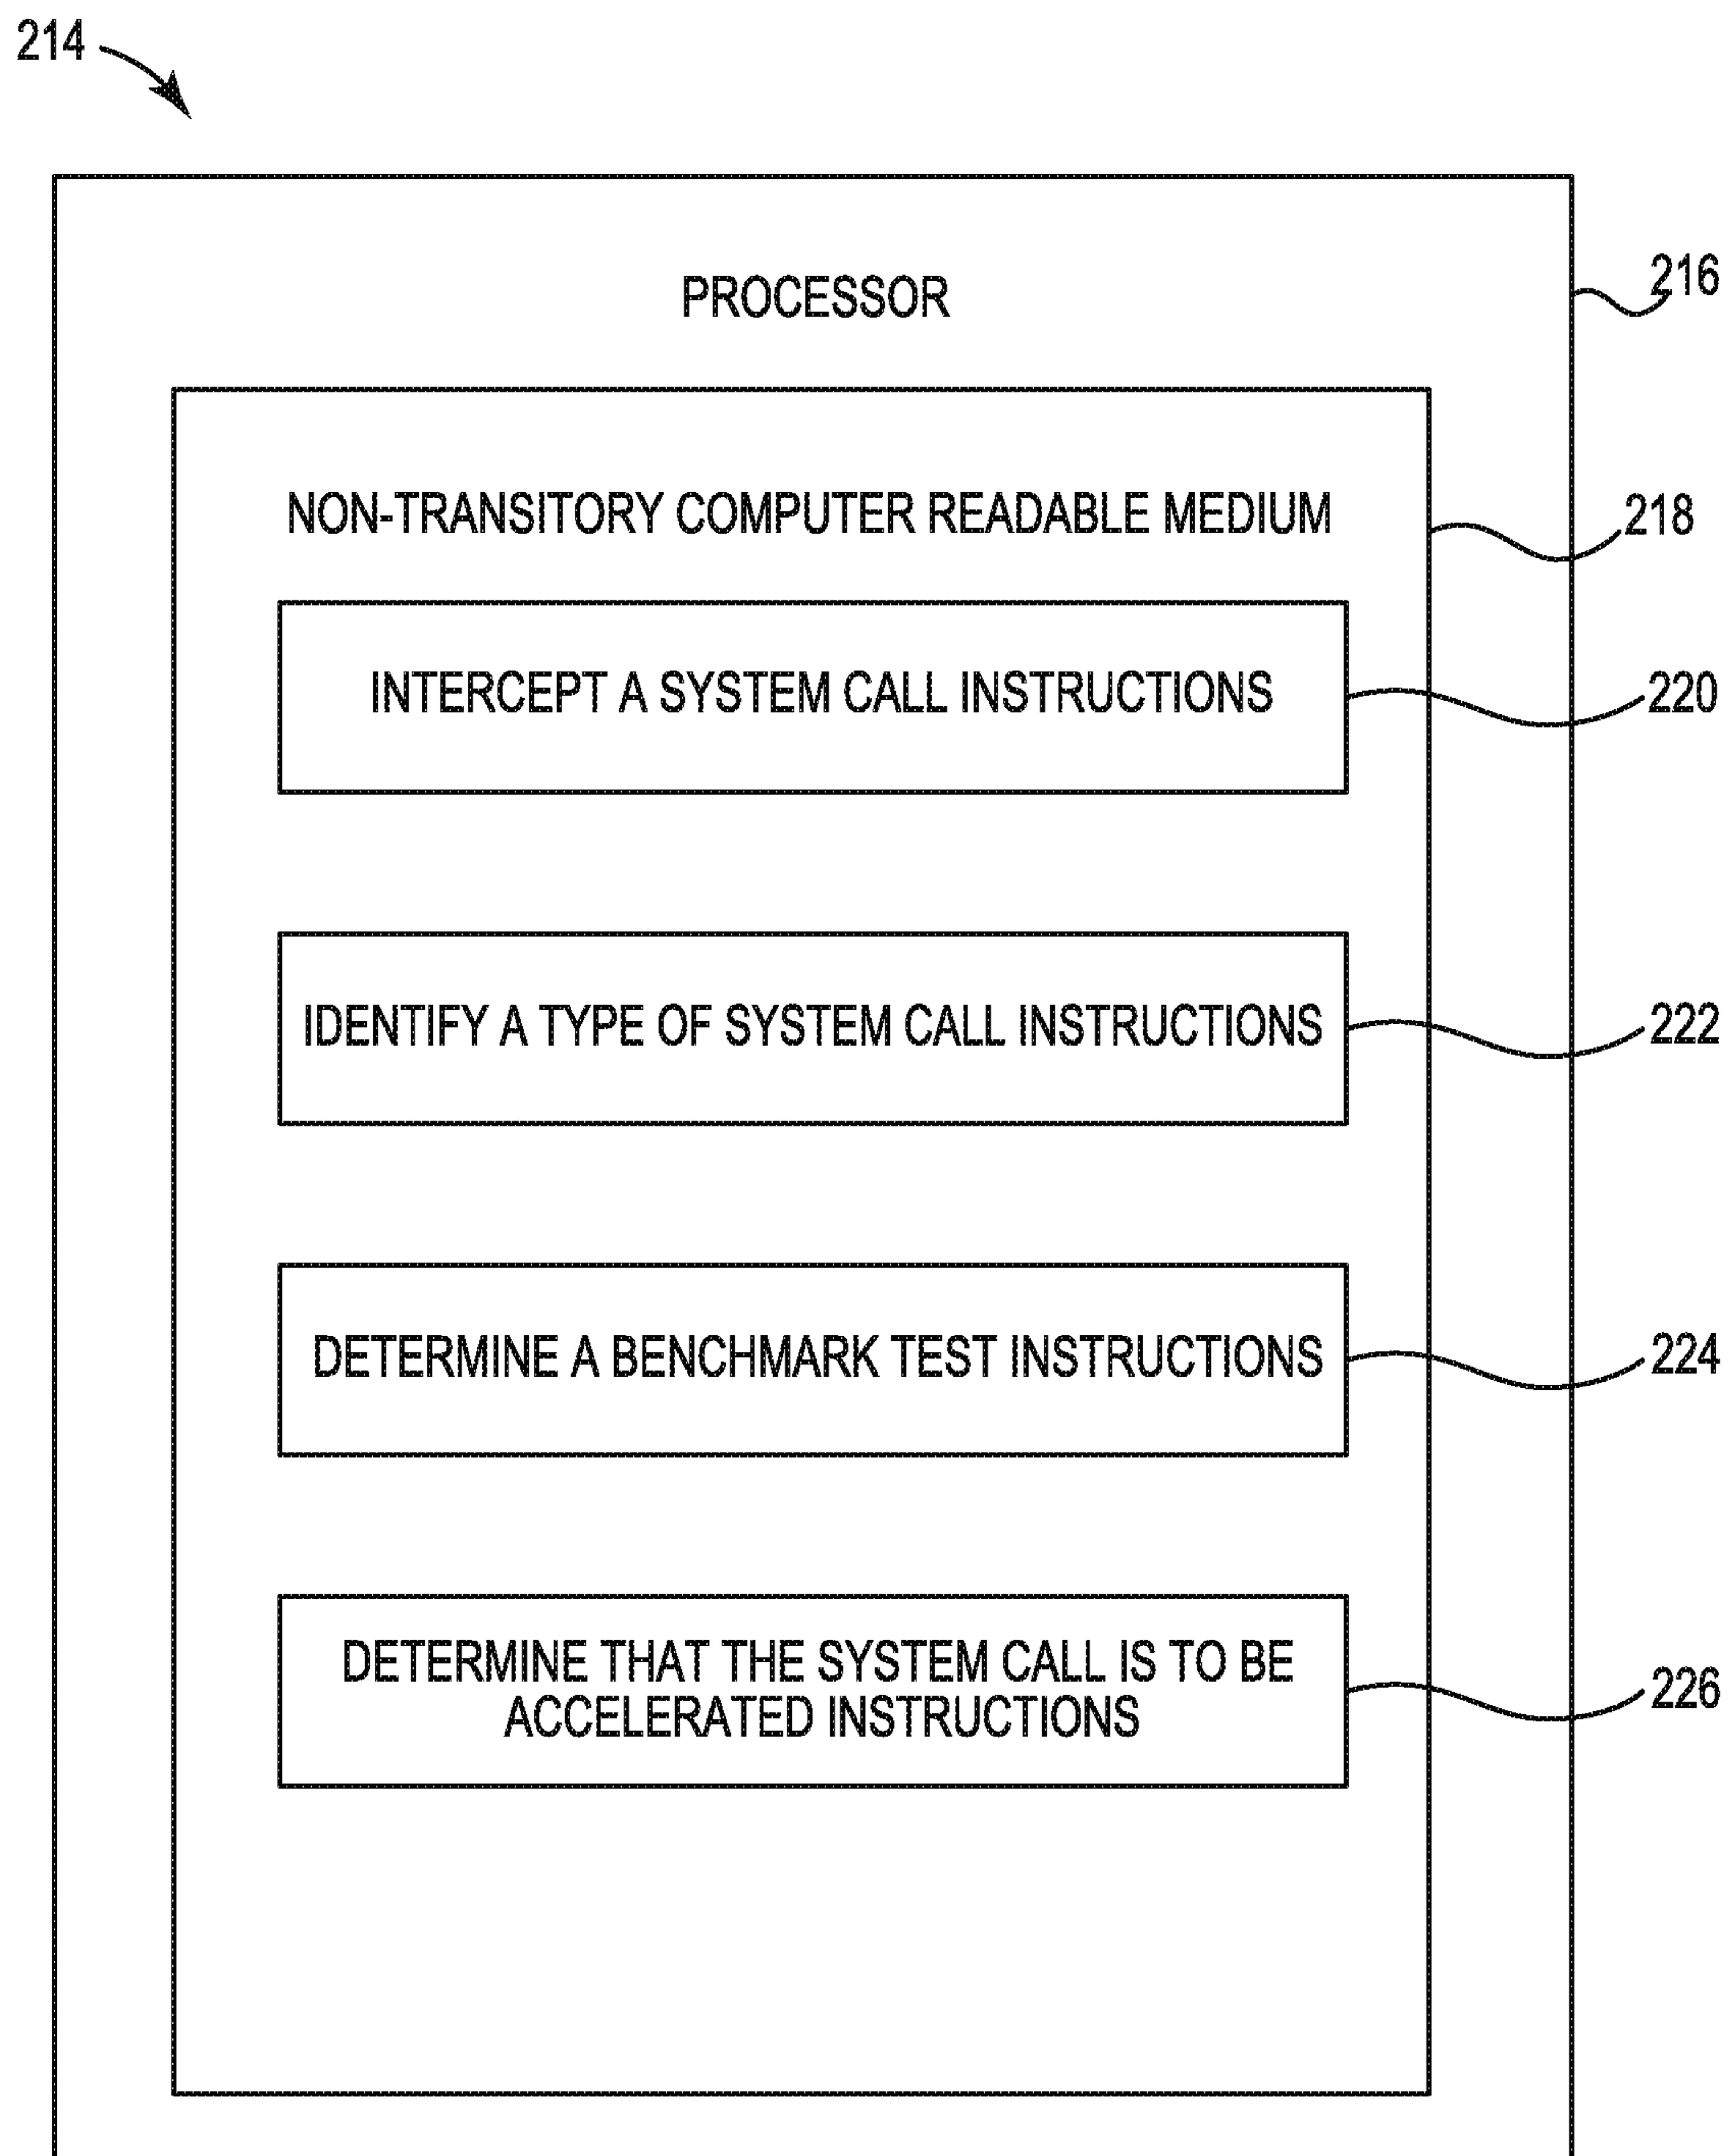 214
PROCESSOR
216
NON-TRANSITORY COMPUTER READABLE MEDIUM
218
INTERCEPT A SYSTEM CALL INSTRUCTIONS
220
IDENTIFY A TYPE OF SYSTEM CALL INSTRUCTIONS
222
DETERMINE A BENCHMARK TEST INSTRUCTIONS
224
DETERMINE THAT THE SYSTEM CALL IS TO BE
ACCELERATED INSTRUCTIONS
226